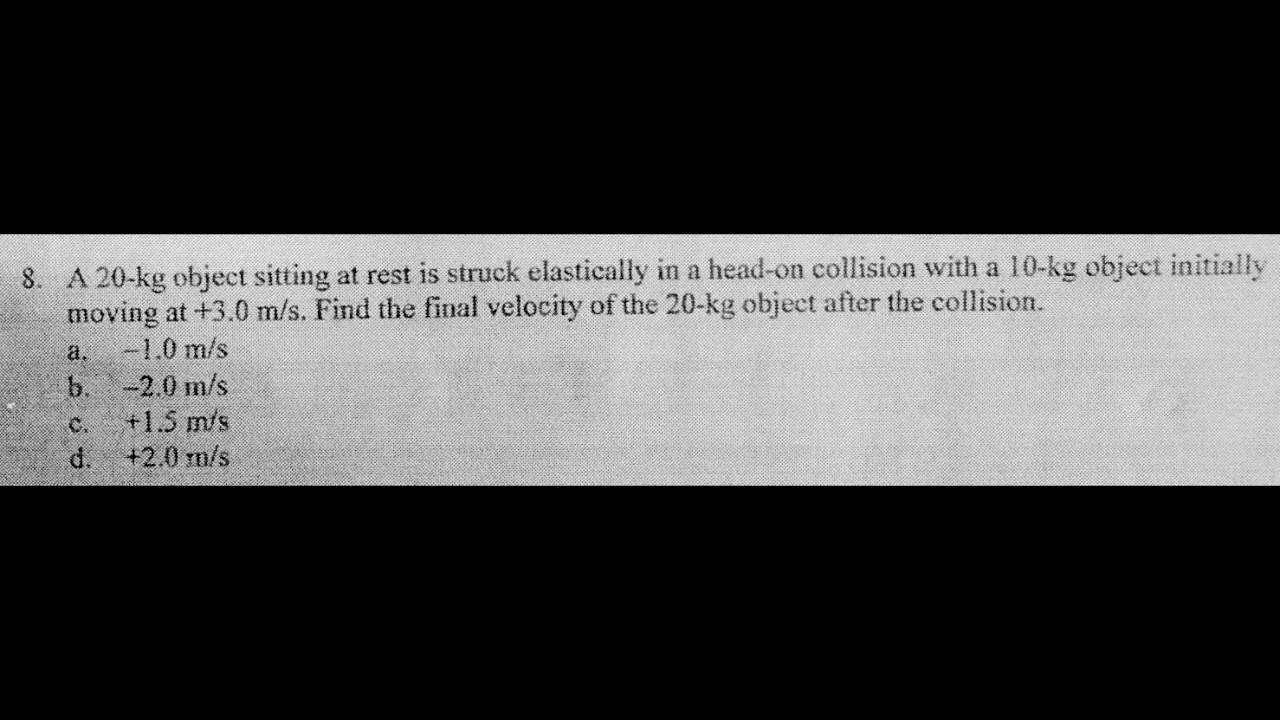 8. A 20-kg object sitting at rest is struck elastically in a head-on collision with a 10-kg object initially
moving at +3.0 m/s. Find the final velocity of the 20-kg object after the collision.
a. –1.0 m/s
b. –2.0 m/s
c. +1.5 m/s
d. +2.0 m/s